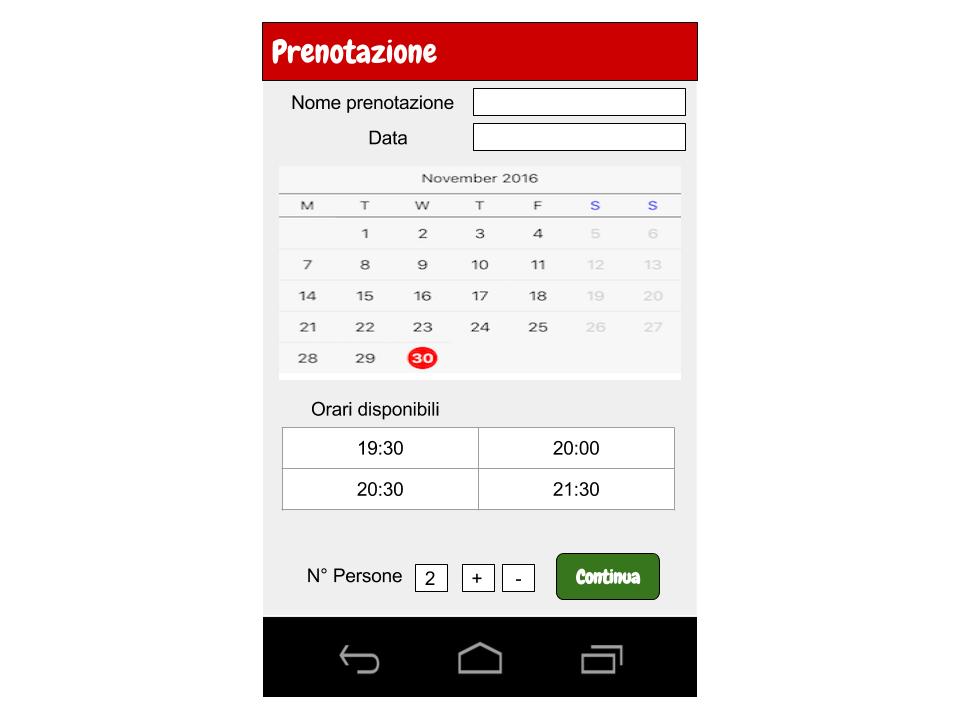 Prenotazione
Nome prenotazione
Data
November 2016
M T W T F S S
1 2 3 4 5 6
7 8 9 10 11 12 13
14 15 16 17 18 19 20
21 22 23 24 25 26 27
28 29 30
Orari disponibili
19:30 20:00
20:30 21:30
N° Persone 2 + - Continua